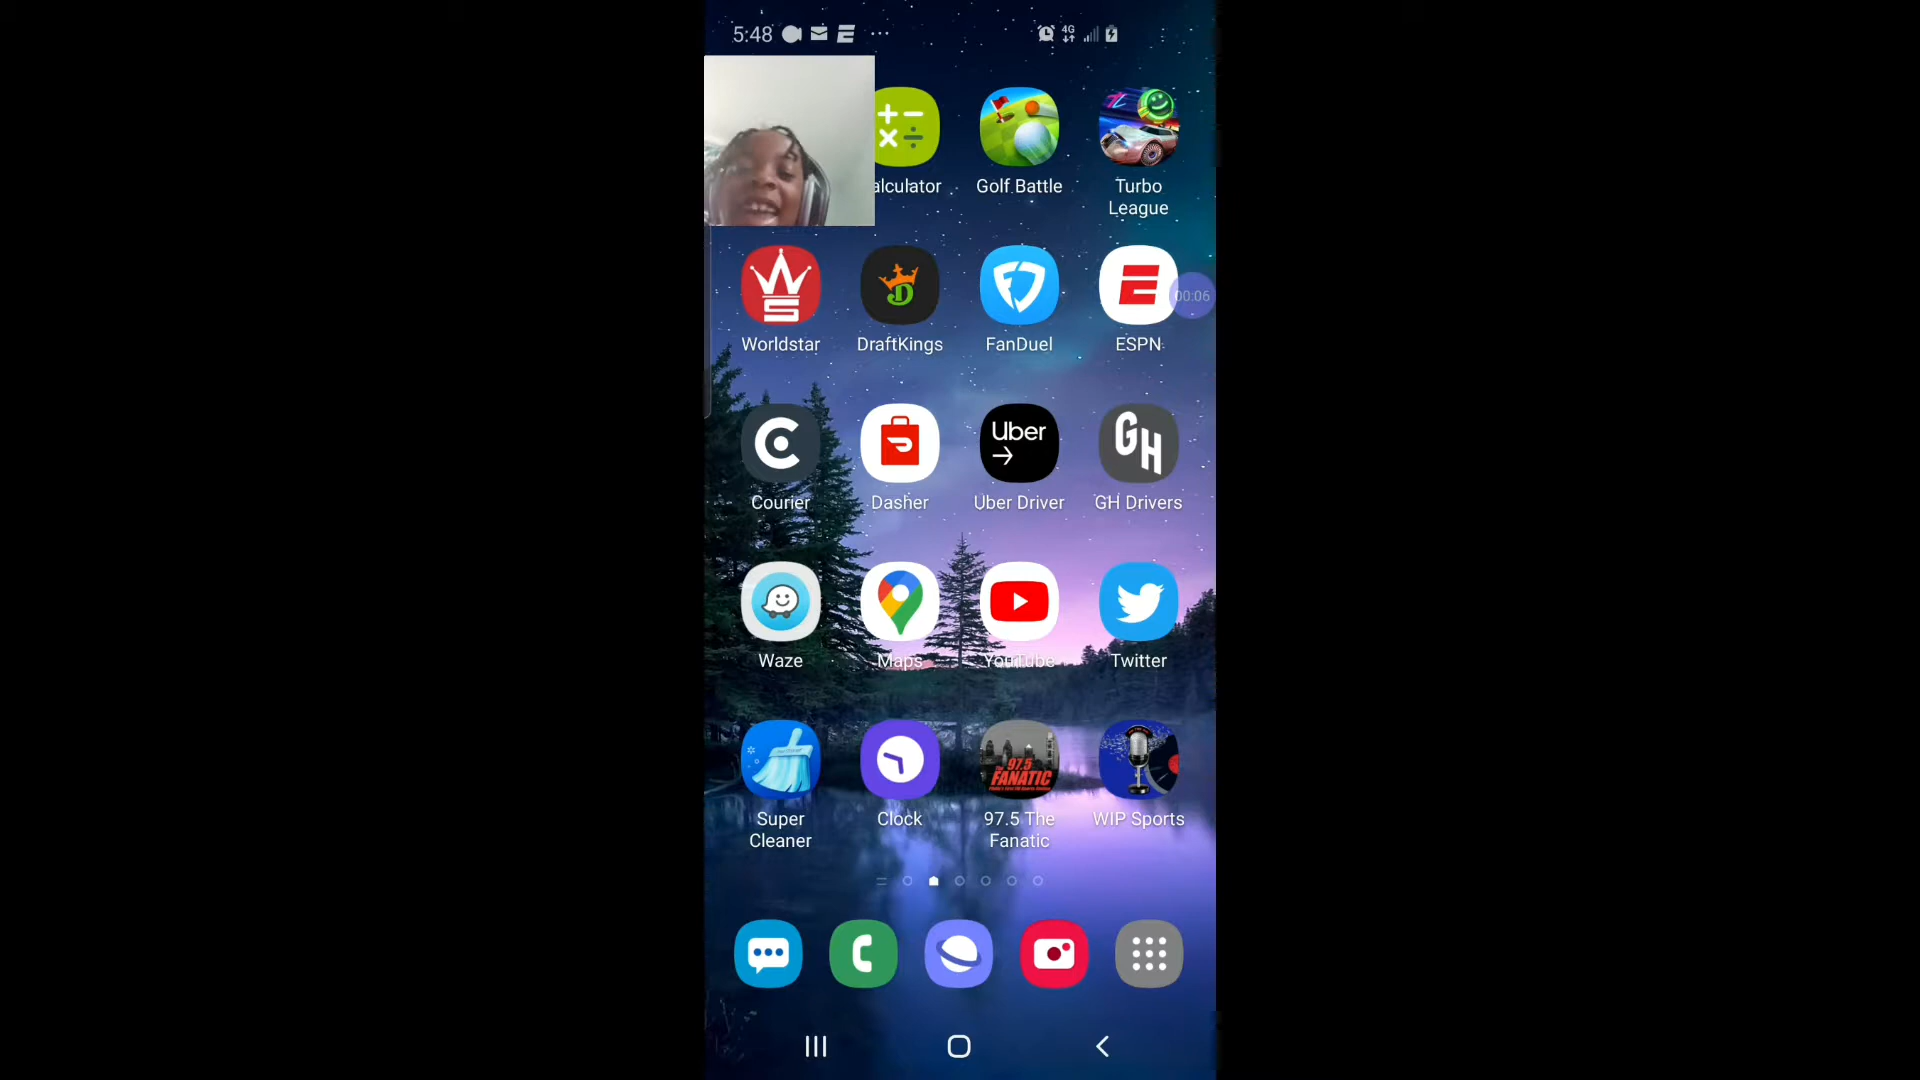 5:48
4G
alculator
Golf Battle
Turbo
League
Worldstar
DraftKings
FanDuel
ESPN
00:06
Uber
GH
Courier
Dasher
Uber Driver
GH Drivers
Waze
Maps
YouTube
Twitter
97.5
FANATIC
Super
Cleaner
Clock
97.5 The
Fanatic
WIP Sports